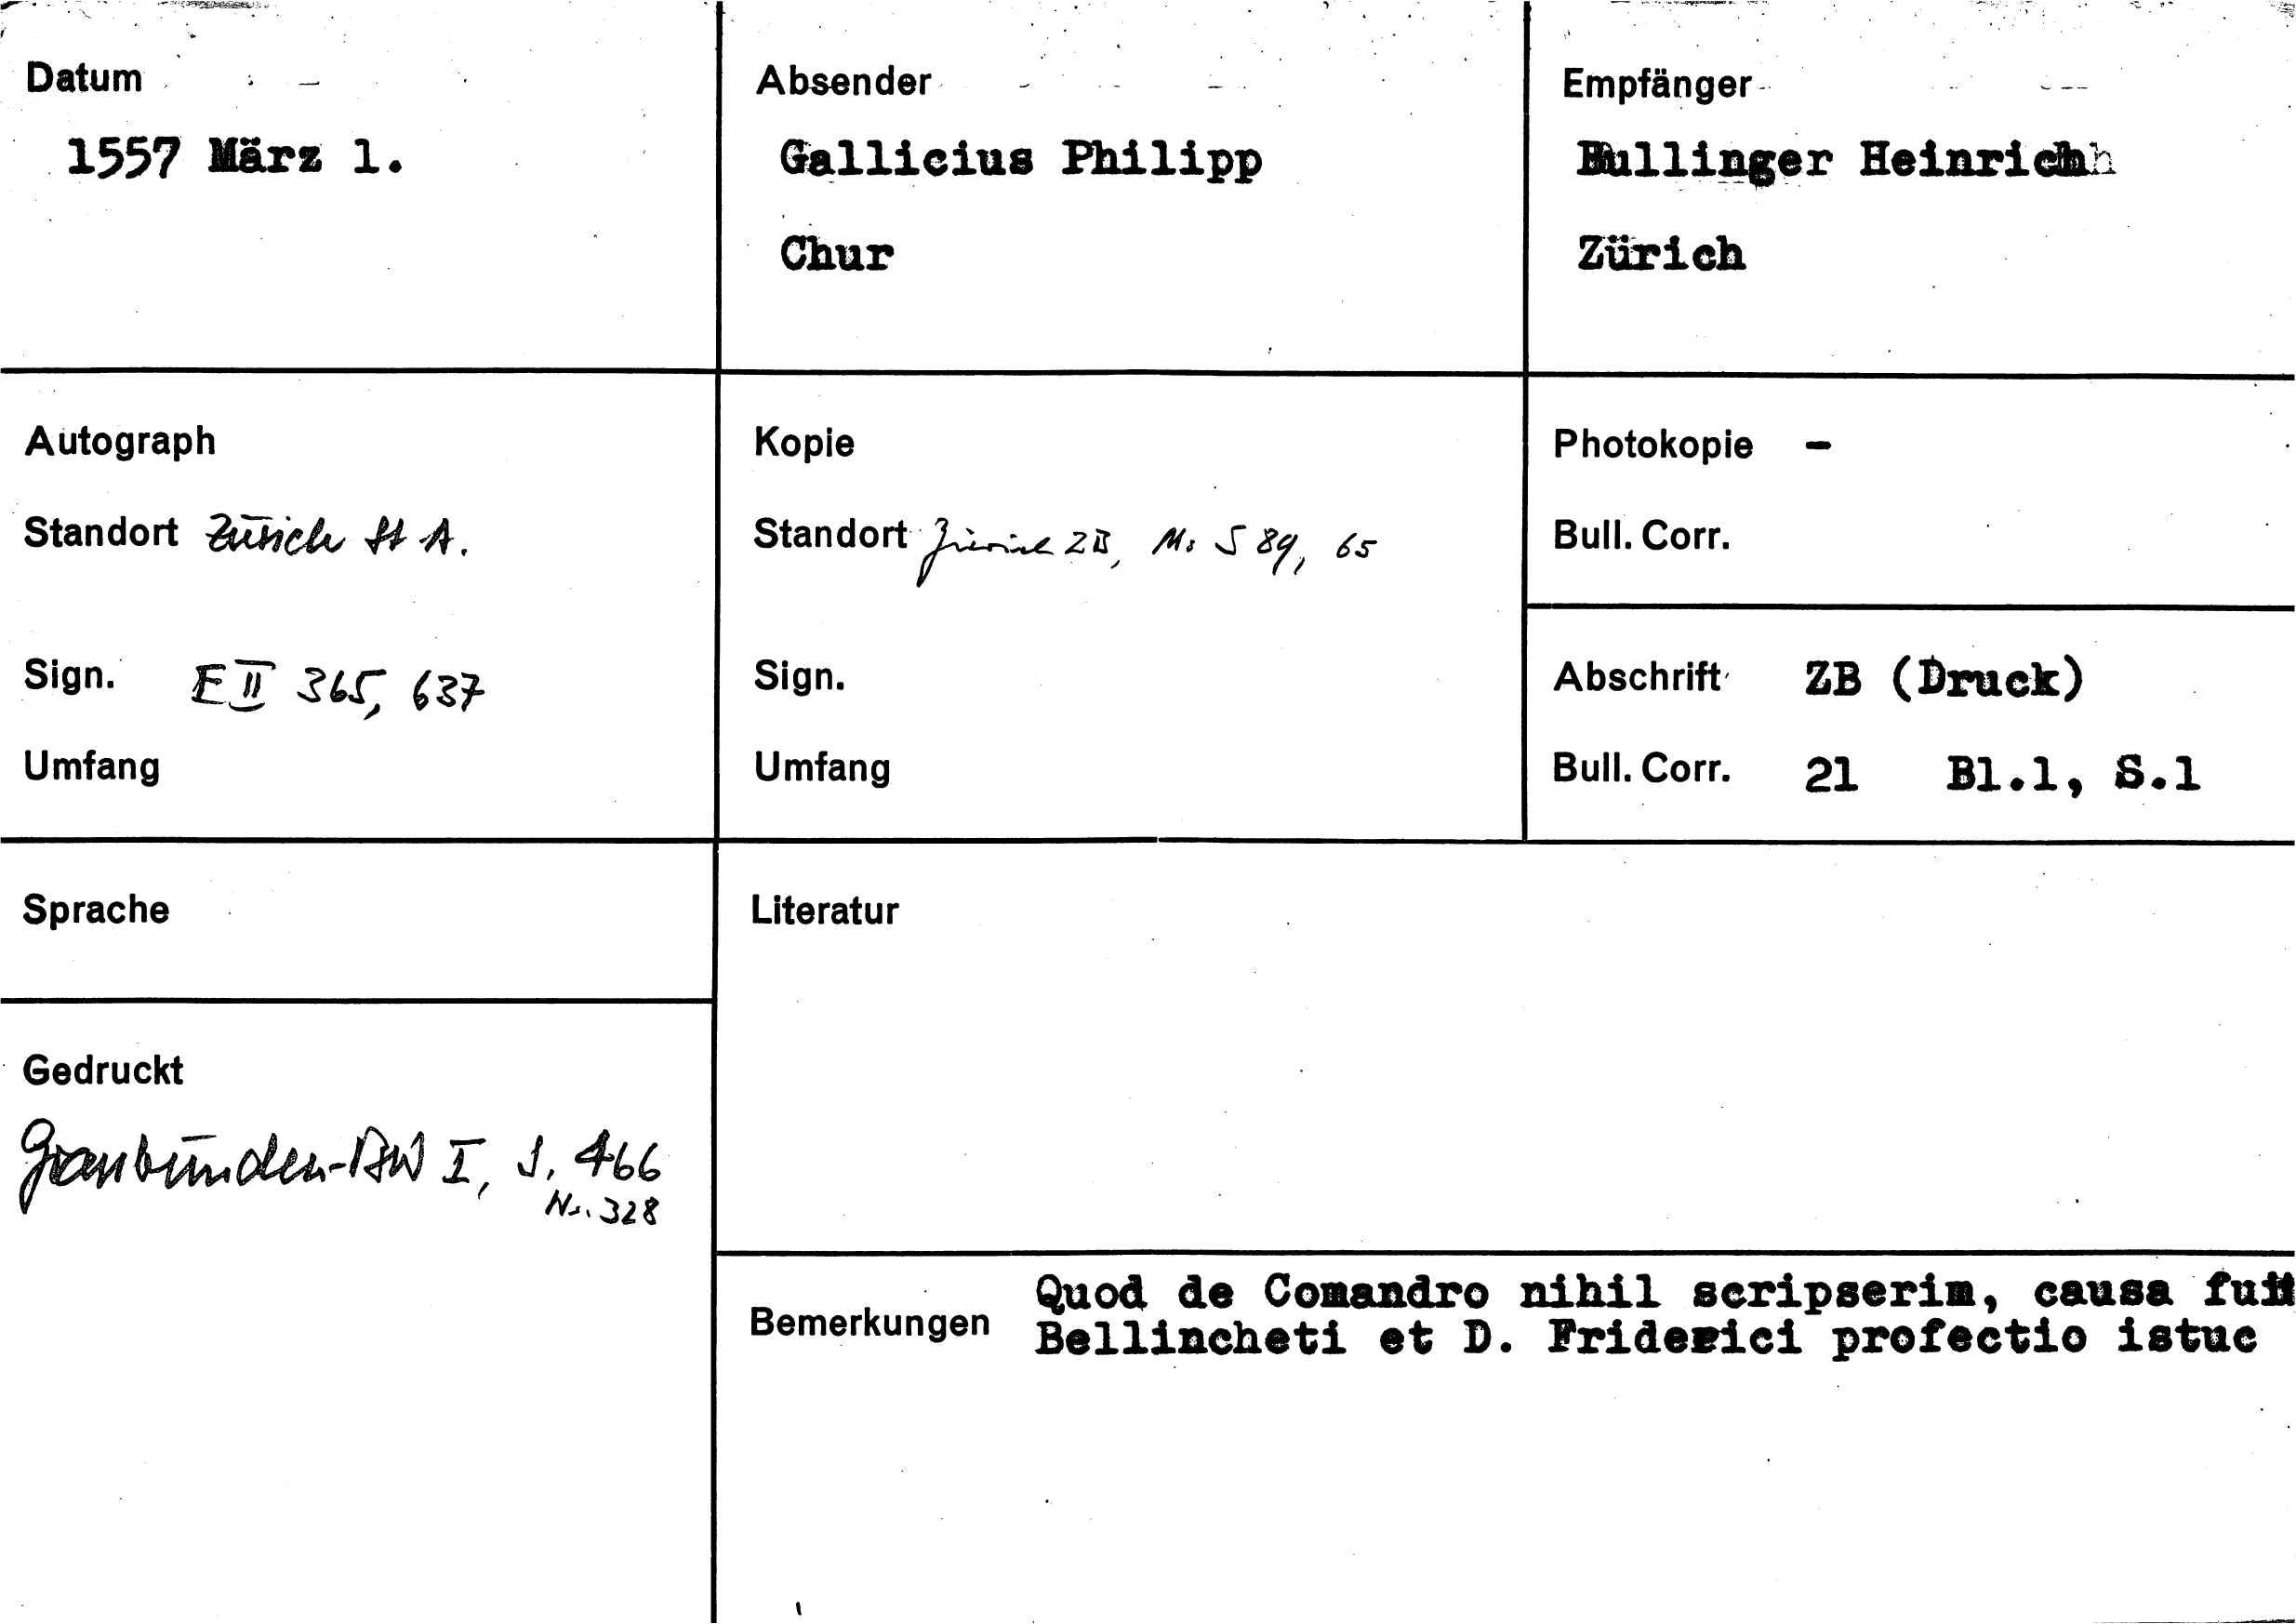 Datum
1557 März 1.
Absender
Gallicius Philipp
Chur
Empfänger
Bullinger Heinrich
Zürich
Autograph
Standort Zürich StA.
Sign. E II 365, 637
Umfang
Kopie
Standort Zürich ZB, Ms S 89, 65
Sign.
Umfang
Photokopie -
Bull. Corr.
Abschrift ZB (Druck)
Bull. Corr. 21 Bl.1, S.1
Sprache
Literatur
Gedruckt
Graubünden-BW I, S. 466
Nr. 328
Bemerkungen
Quod de Comandro nihil scripserim, causa fuit
Bellincheti et D. Friderici profectio istuc